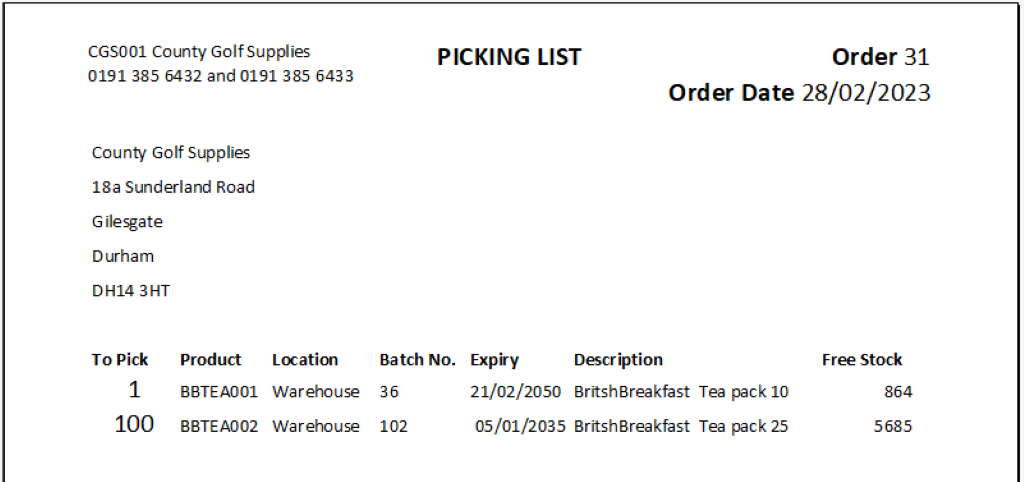 CGS001 County Golf Supplies
0191 385 6432 and 0191 385 6433
PICKING LIST
Order 31
Order Date 28/02/2023
County Golf Supplies
18a Sunderland Road
Gilesgate
Durham
DH14 3HT
To Pick Product Location Batch No. Expiry Description Free Stock
1 BBTEA001 Warehouse 36 21/02/2050 BritshBreakfast Tea pack 10 864
100 BBTEA002 Warehouse 102 05/01/2035 BritshBreakfast Tea pack 25 5685